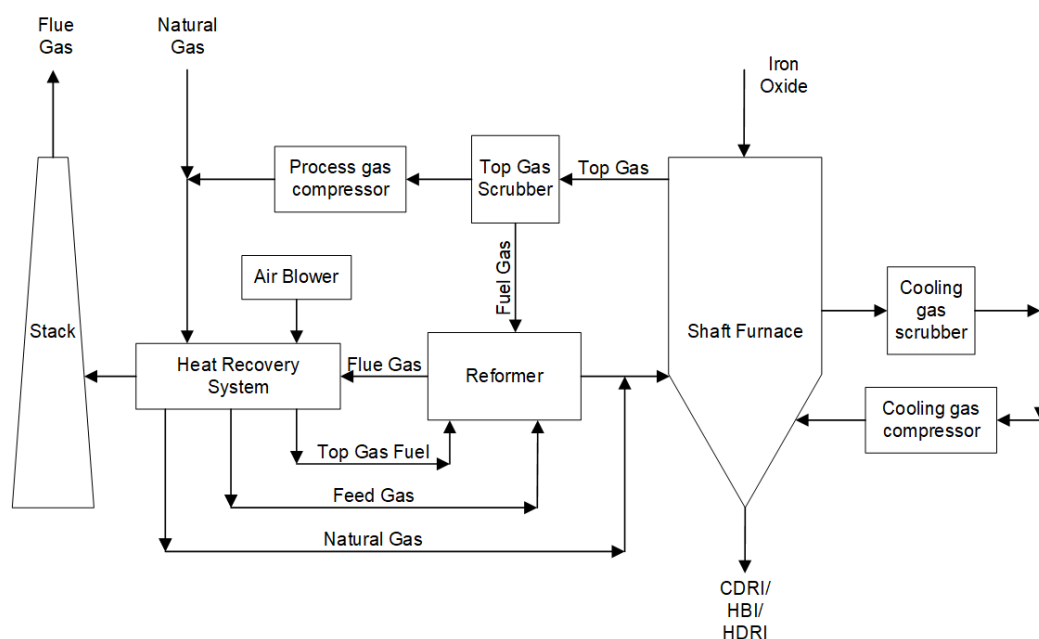 Flue
Gas
Natural
Gas
Iron
Oxide
Process gas
compressor
Top Gas
Scrubber
Top Gas
Air Blower
Fuel Gas
Cooling
gas
scrubber
Stack
Shaft Furnace
Heat Recovery
System
Flue Gas
Reformer
Cooling gas
compressor
Top Gas Fuel
Feed Gas
Natural Gas
CDRI/
HBI/
HDRI